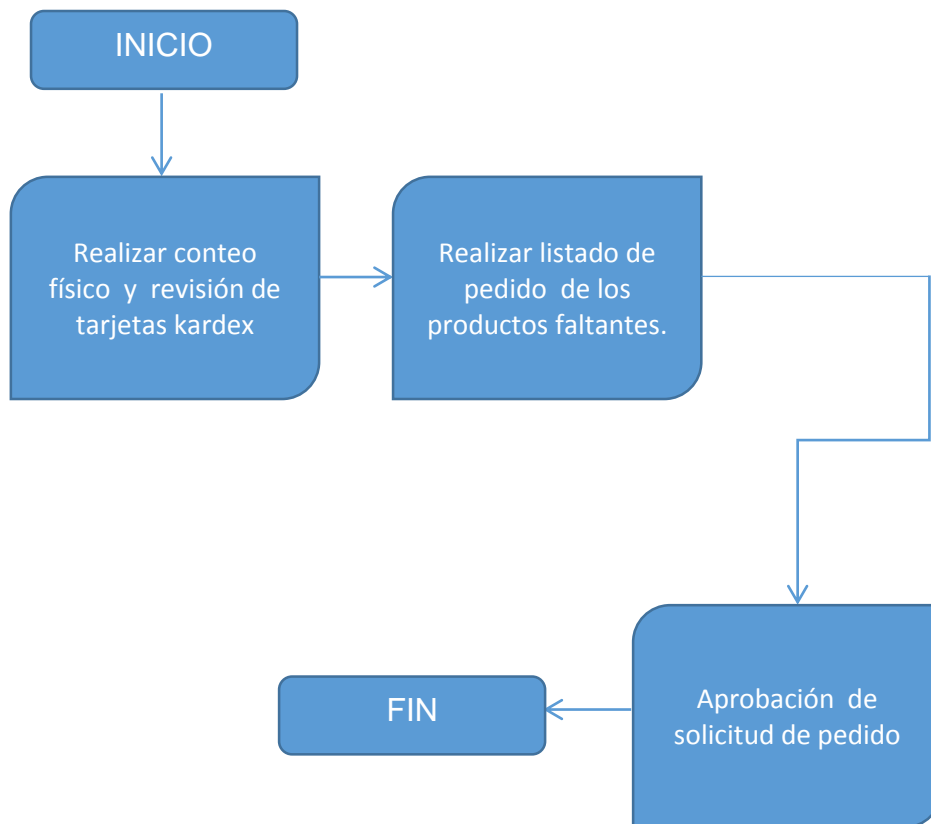 INICIO
Realizar conteo
físico y revisión de
tarjetas kardex
Realizar listado de
pedido de los
productos faltantes.
Aprobación de
solicitud de pedido
FIN